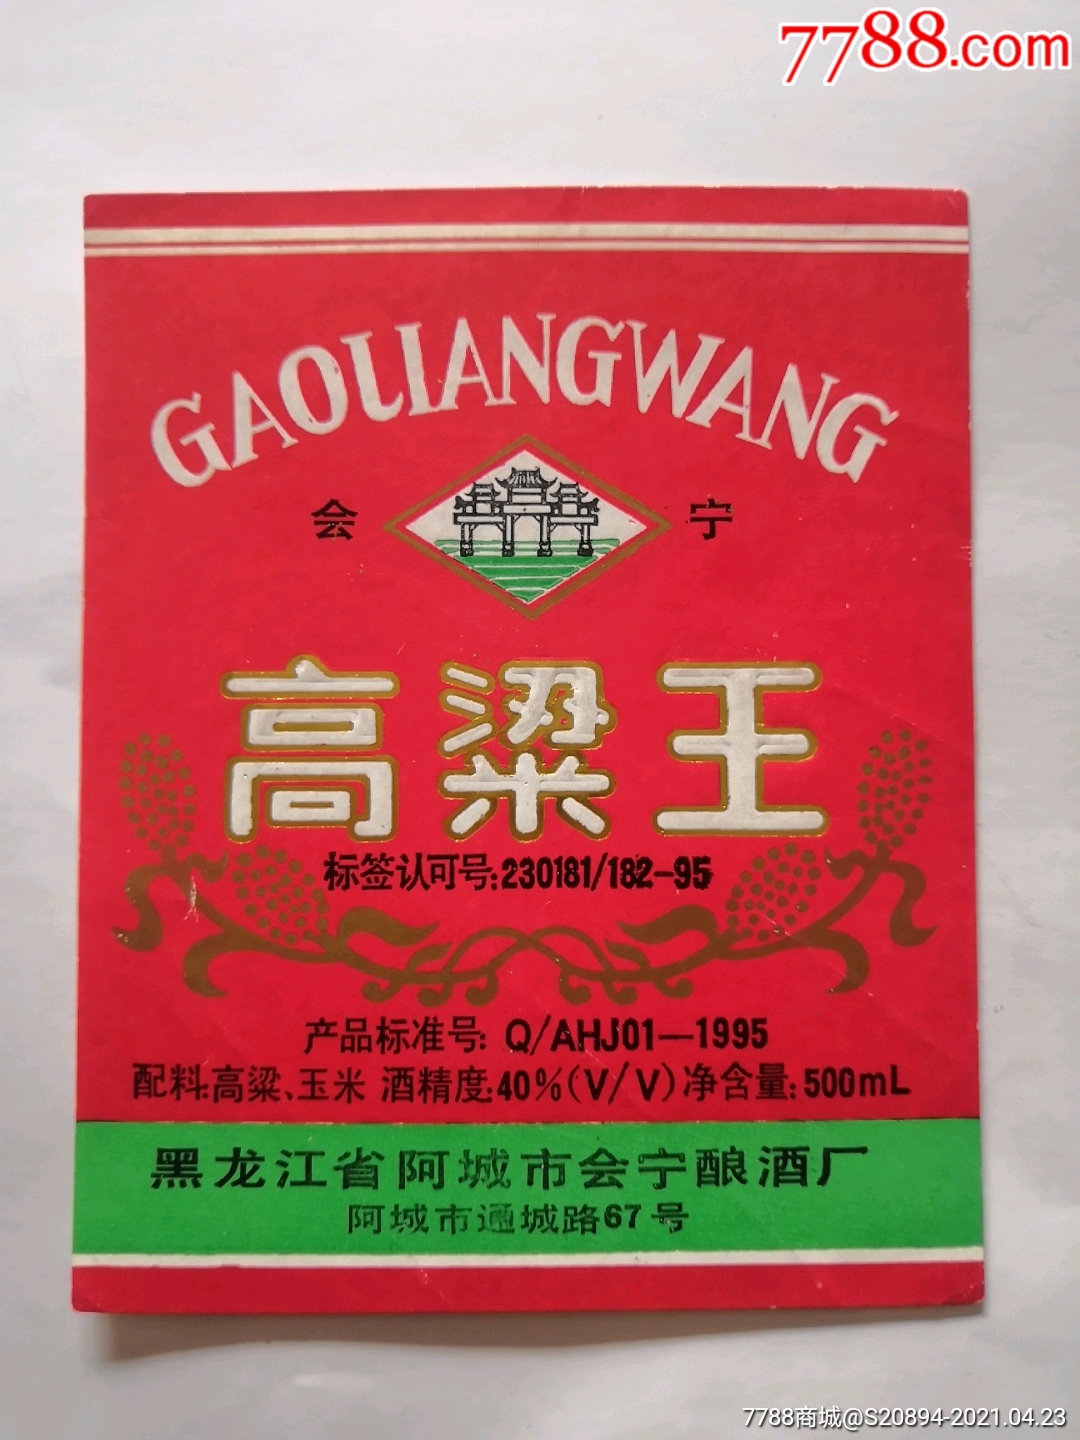 7788.com
GAOLIANGWANG
会 宁
高粱王
标签认可号:230181/182-95
产品标准号: Q/AHJ01—1995
配料:高粱、玉米 酒精度:40%(V/V)净含量:500mL
黑龙江省阿城市会宁酿酒厂
阿城市通城路67号
7788商城@S20894-2021.04.23